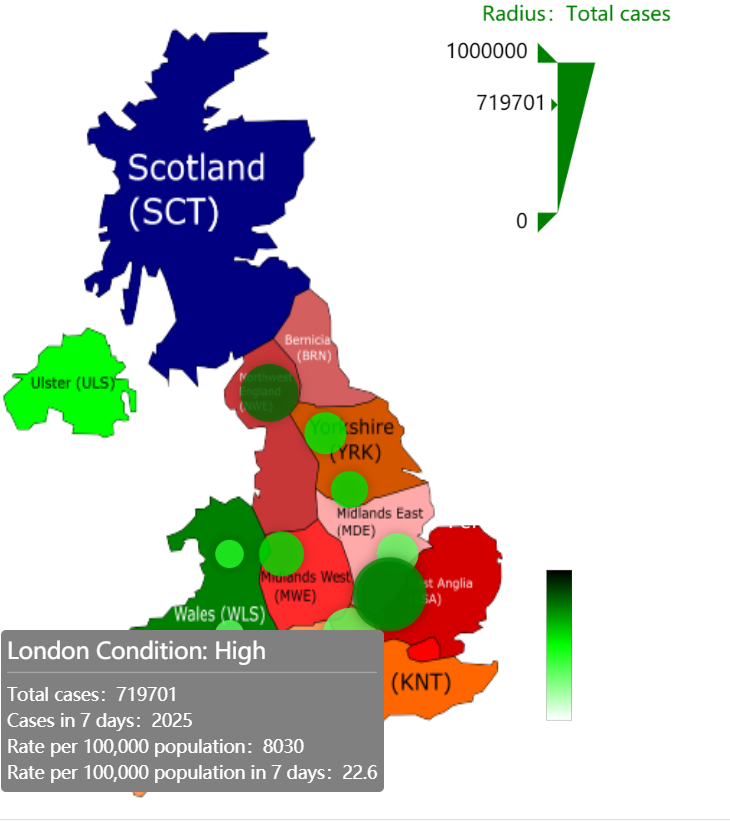 Radius：Total cases
1000000
719701
0
Scotland
(SCT)
Bernicia
(BRN)
Northwest
England
(NWE)
Ulster (ULS)
Yorkshire
(YRK)
Midlands East
(MDE)
Midlands West
(MWE)
st Anglia
Wales (WLS)
(KNT)
London Condition: High
Total cases：719701
Cases in 7 days：2025
Rate per 100,000 population：8030
Rate per 100,000 population in 7 days：22.6